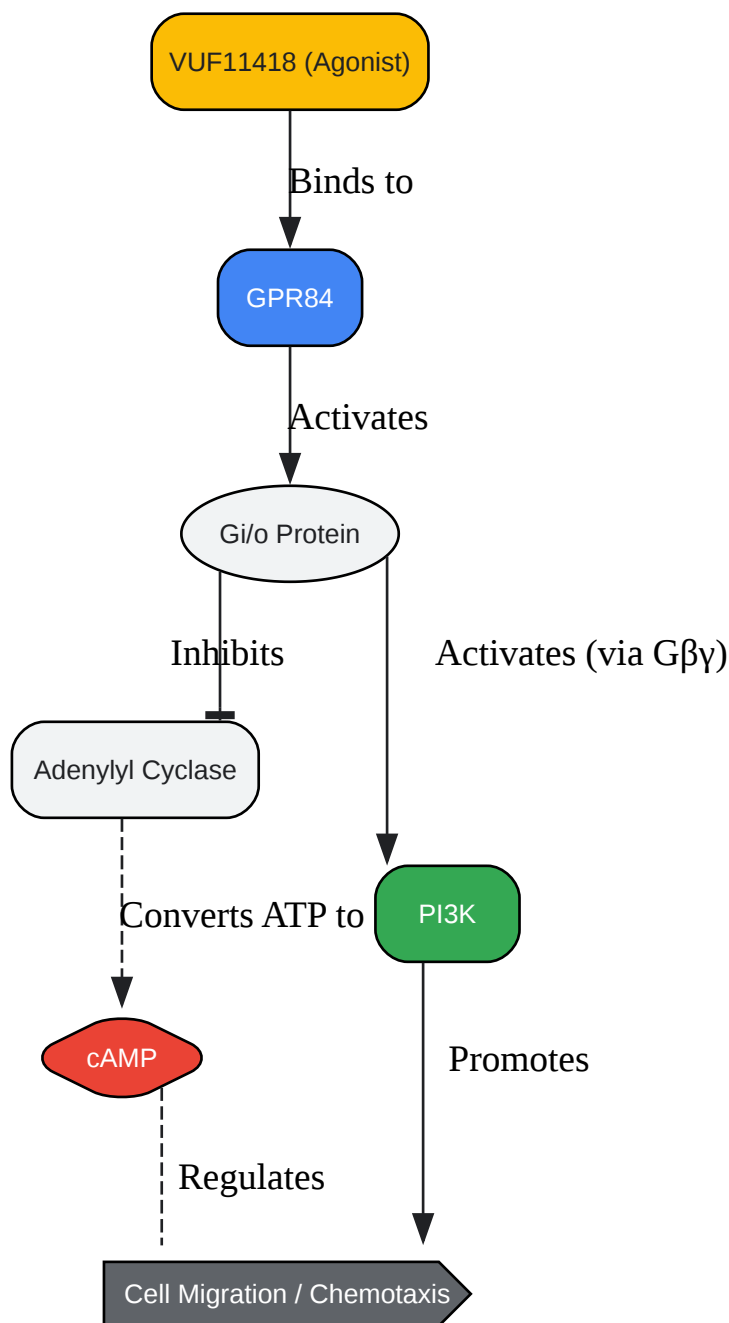 VUF11418 (Agonist)
Binds to
GPR84
Activates
Gi/o Protein
Inhibits
Activates (via Gβγ)
Adenylyl Cyclase
Converts ATP to
PI3K
cAMP
Promotes
Regulates
Cell Migration / Chemotaxis